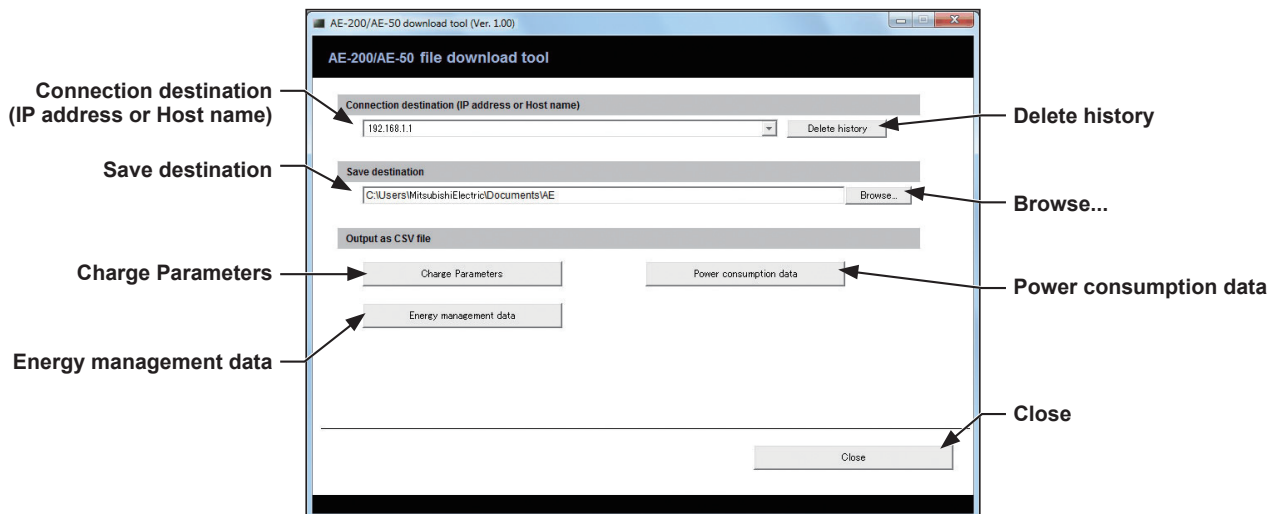 AE-200/AE-50 download tool (Ver. 1.00)
AE-200/AE-50 file download tool
Connection destination
(IP address or Host name)
Connection destination (IP address or Host name)
192.168.1.1
Delete history
Delete history
Save destination
Save destination
C:\Users\MitsubishiElectric\Documents\AE
Browse...
Browse...
Output as CSV file
Charge Parameters
Charge Parameters
Power consumption data
Power consumption data
Energy management data
Energy management data
Close
Close